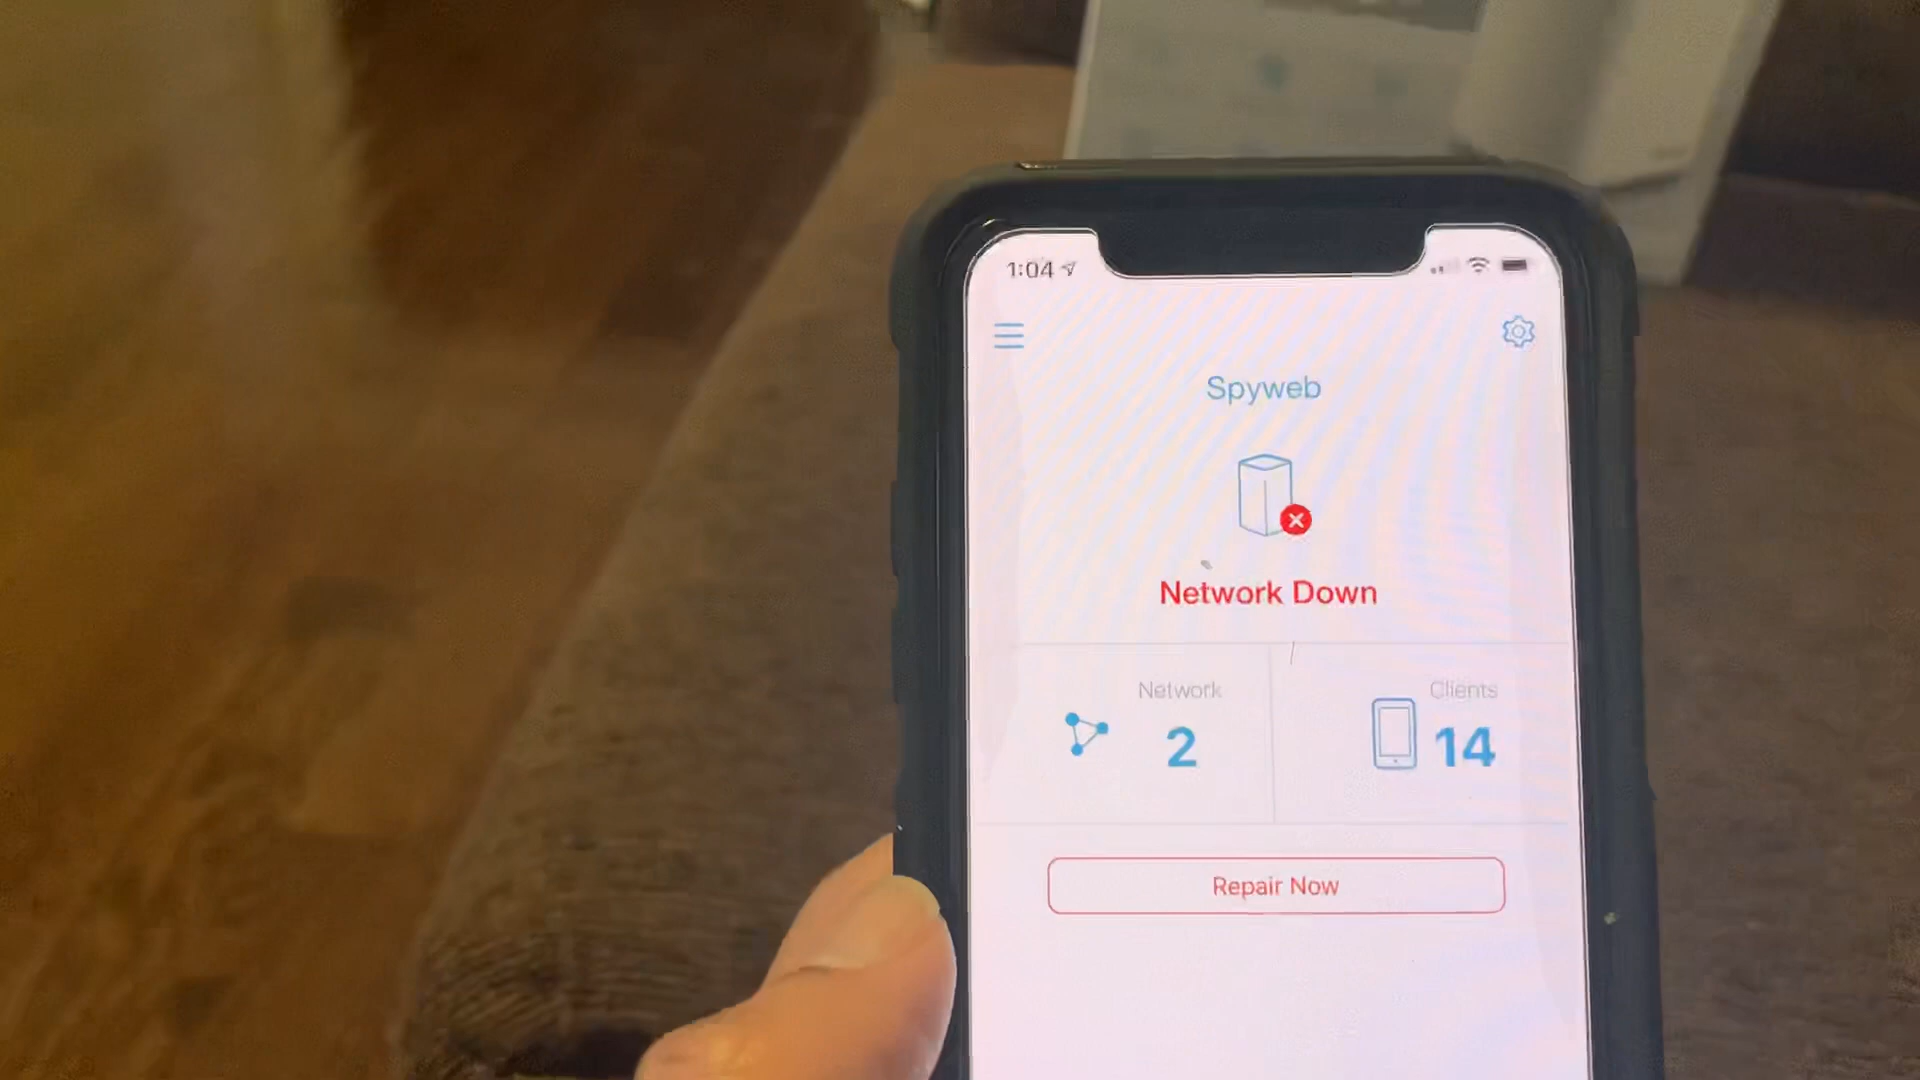 1:04
Spyweb
Network Down
Network
2
Clients
14
Repair Now